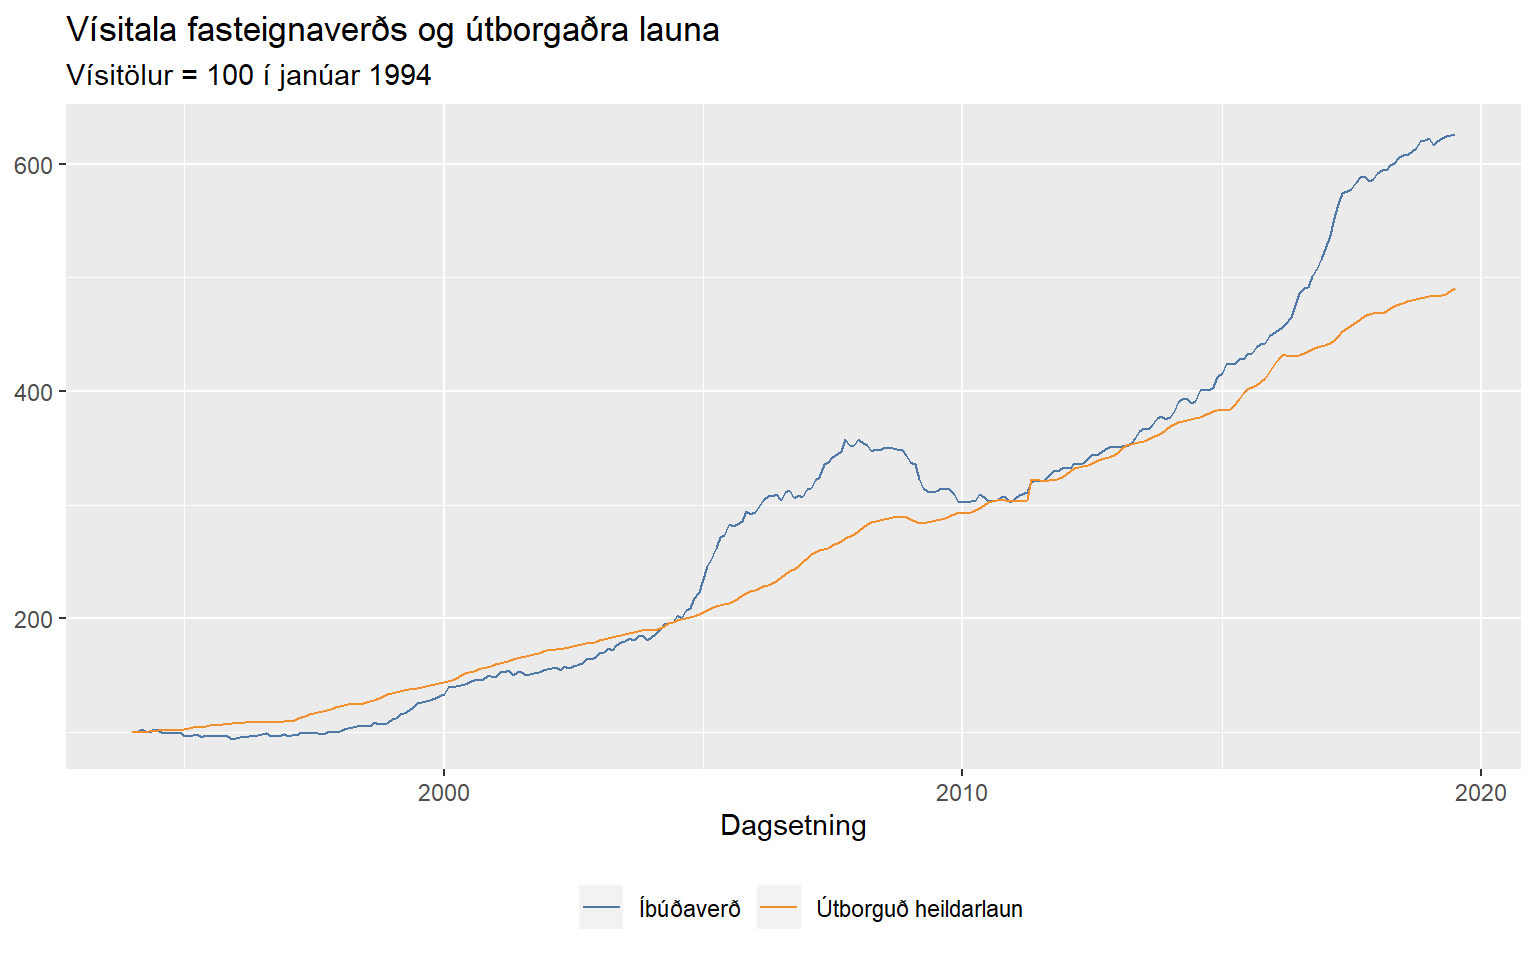 Vísitala fasteignaverðs og útborgaðra launa
Vísitölur = 100 í janúar 1994
600
400
200
2000 2010 2020
Dagsetning
Íbúðaverð Útborguð heildarlaun